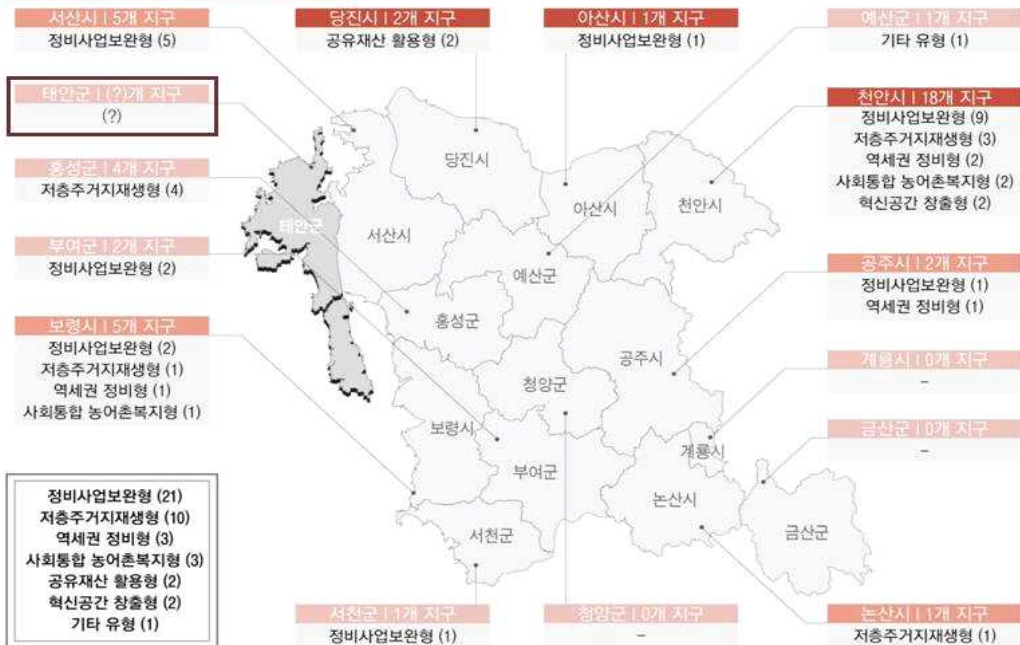 서산시 | 5개 지구
정비사업보완형 (5)
당진시 | 2개 지구
공유재산 활용형 (2)
아산시 | 1개 지구
정비사업보완형 (1)
예산군 | 1개 지구
기타 유형 (1)
태안군 | (?)개 지구
(?)
천안시 | 18개 지구
정비사업보완형 (9)
저층주거지재생형 (3)
역세권 정비형 (2)
사회통합 농어촌복지형 (2)
혁신공간 창출형 (2)
홍성군 | 4개 지구
저층주거지재생형 (4)
부여군 | 2개 지구
정비사업보완형 (2)
공주시 | 2개 지구
정비사업보완형 (1)
역세권 정비형 (1)
보령시 | 5개 지구
정비사업보완형 (2)
저층주거지재생형 (1)
역세권 정비형 (1)
사회통합 농어촌복지형 (1)
계룡시 | 0개 지구
–
금산군 | 0개 지구
–
당진시
아산시
천안시
태안군
서산시
예산군
홍성군
공주시
청양군
보령시
부여군
계룡시
논산시
서천군
금산군
정비사업보완형 (21)
저층주거지재생형 (10)
역세권 정비형 (3)
사회통합 농어촌복지형 (3)
공유재산 활용형 (2)
혁신공간 창출형 (2)
기타 유형 (1)
서천군 | 1개 지구
정비사업보완형 (1)
청양군 | 0개 지구
–
논산시 | 1개 지구
저층주거지재생형 (1)